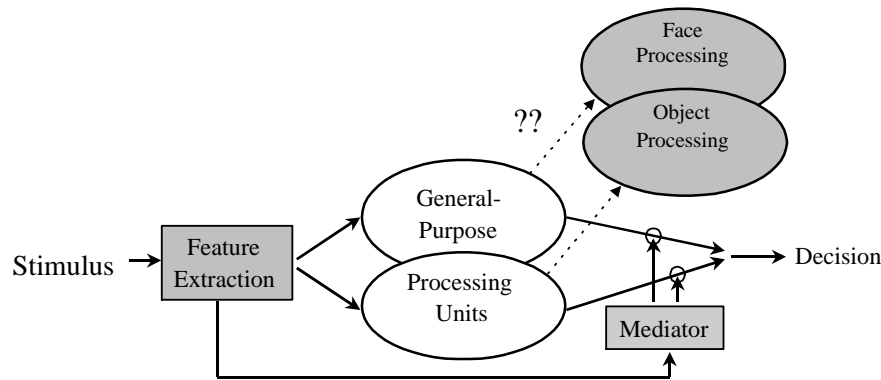 Face
Processing
??
Object
Processing
General-
Purpose
Stimulus
Feature
Extraction
Decision
Processing
Units
Mediator